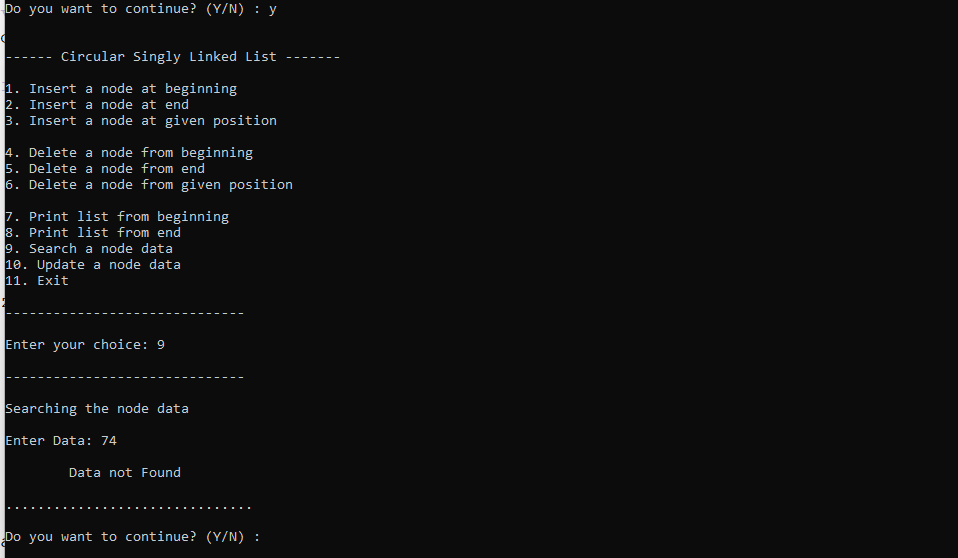 Do you want to continue? (Y/N) : y
------ Circular Singly Linked List -------
1. Insert a node at beginning
2. Insert a node at end
3. Insert a node at given position
4. Delete a node from beginning
5. Delete a node from end
6. Delete a node from given position
7. Print list from beginning
8. Print list from end
9. Search a node data
10. Update a node data
11. Exit
------------------------------
Enter your choice: 9
------------------------------
Searching the node data
Enter Data: 74
Data not Found
...............................
Do you want to continue? (Y/N) :